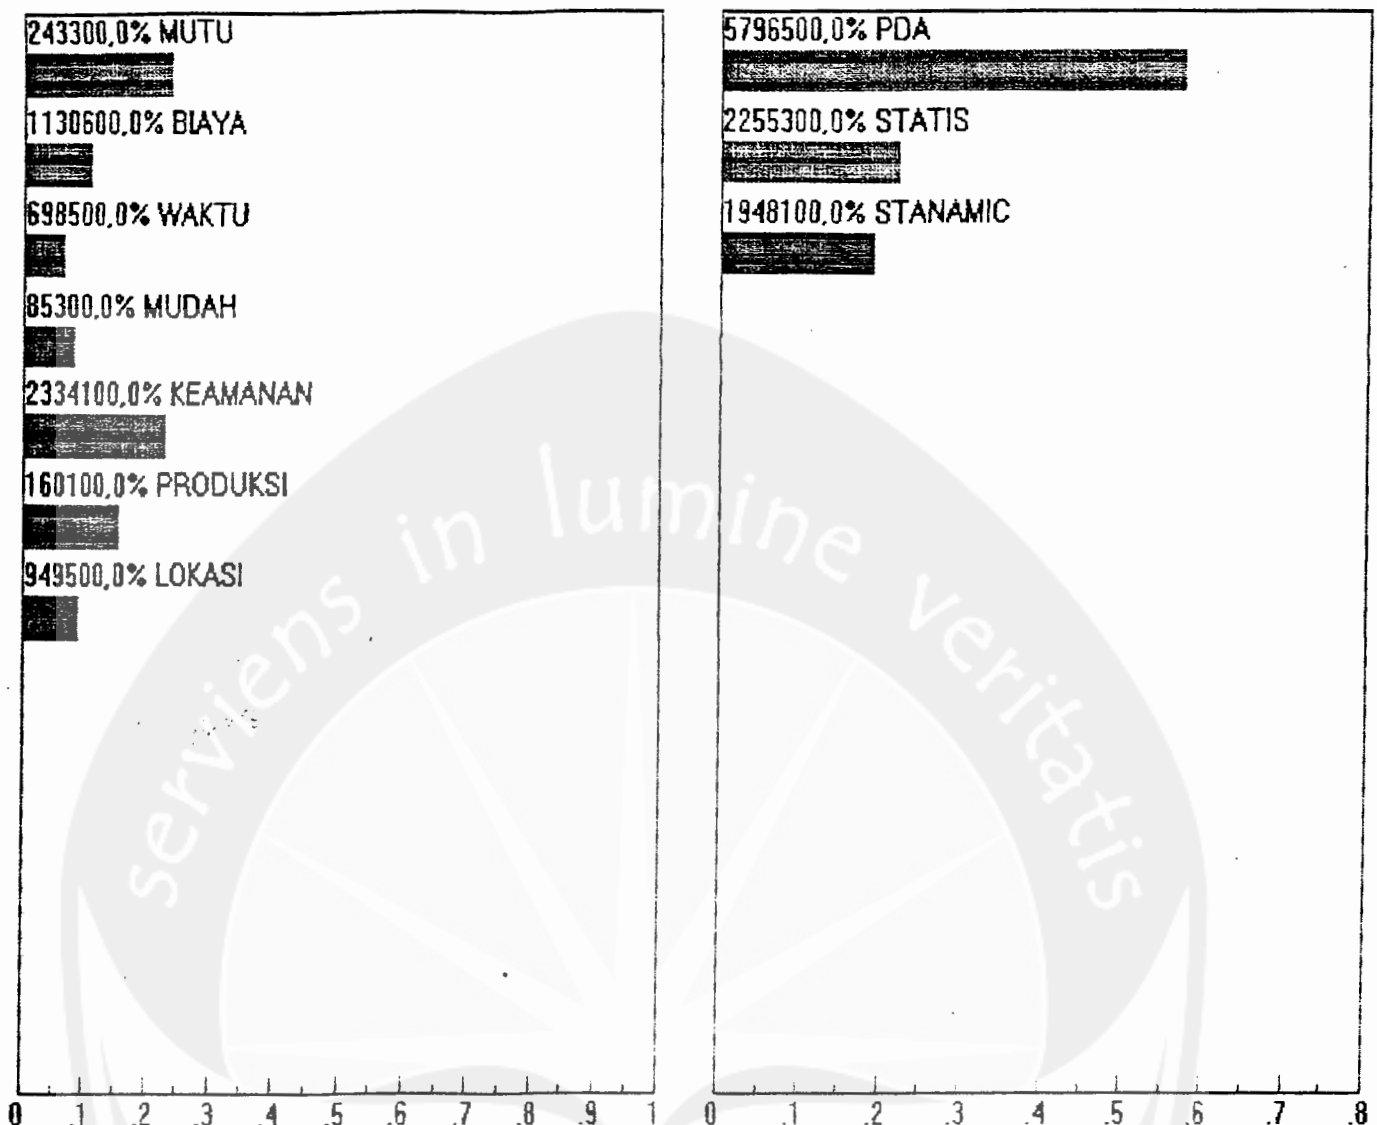 243300,0% MUTU
1130600,0% BIAYA
698500,0% WAKTU
85300,0% MUDAH
2334100,0% KEAMANAN
160100,0% PRODUKSI
949500,0% LOKASI
0 .1 .2 .3 .4 .5 .6 .7 .8 .9 1
5796500,0% PDA
2255300,0% STATIS
1948100,0% STANAMIC
0 .1 .2 .3 .4 .5 .6 .7 .8
serviens in lumine veritatis